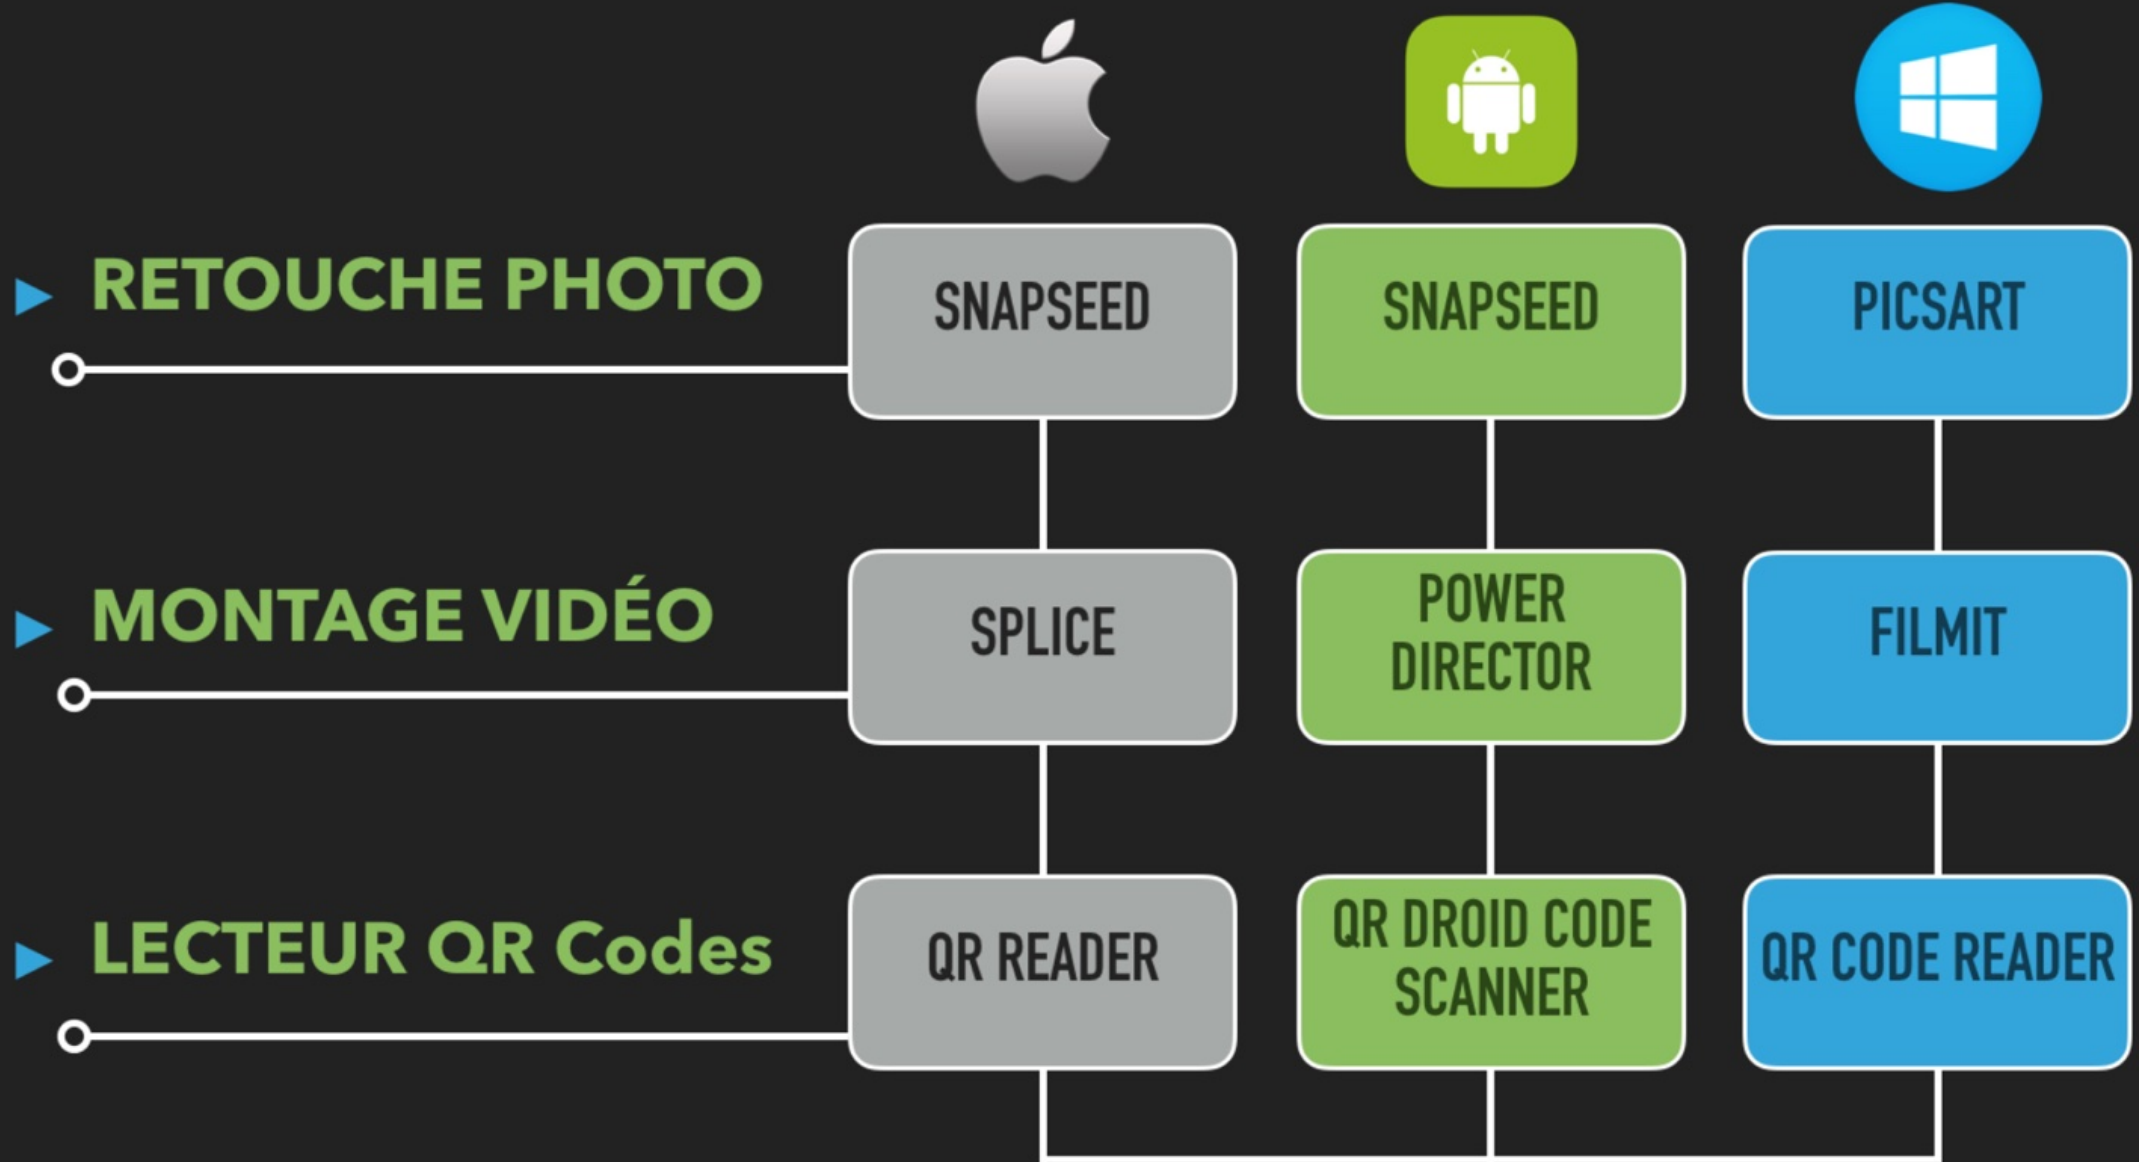 RETOUCHE PHOTO
SNAPSEED
SNAPSEED
PICSART
MONTAGE VIDÉO
SPLICE
POWER
DIRECTOR
FILMIT
LECTEUR QR Codes
QR READER
QR DROID CODE
SCANNER
QR CODE READER